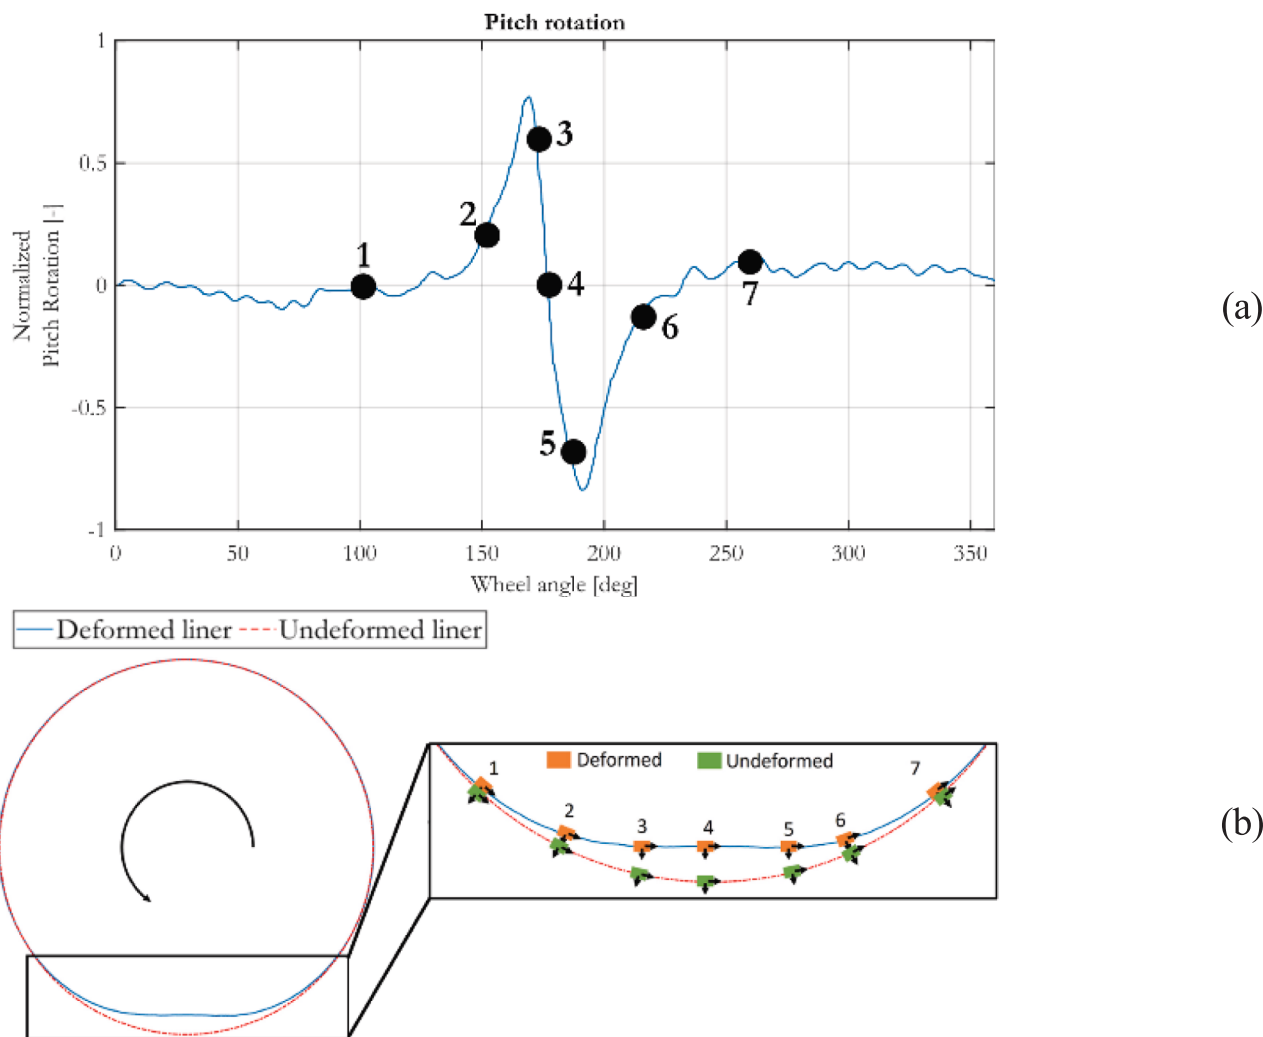 Pitch rotation
1
0.5
0
-0.5
-1
Normalized
Pitch Rotation [-]
1
2
3
4
5
6
7
0
50
100
150
200
250
300
350
Wheel angle [deg]
(a)
Deformed liner
Undeformed liner
Deformed
Undeformed
1
2
3
4
5
6
7
(b)